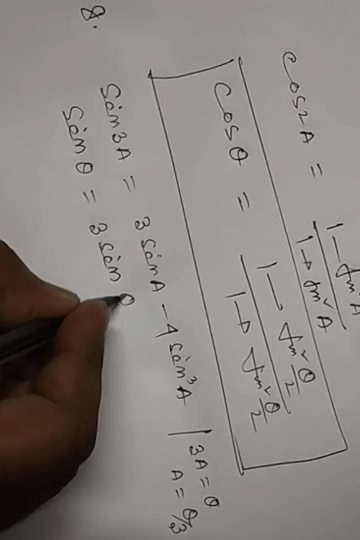 cos2A = 1 - tan²A / 1 + tan²A
cosθ = 1 - tan²θ/2 / 1 + tan²θ/2
8. sin3A = 3 sinA - 4 sin³A | 3A = θ
A = θ/3
sinθ = 3 sin θ